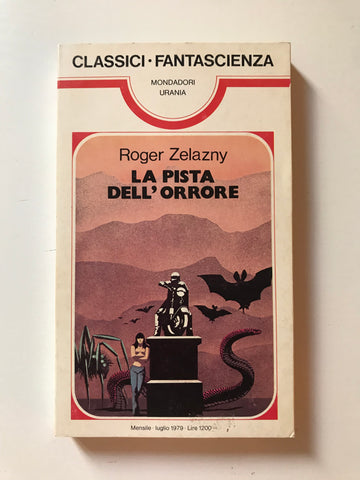 CLASSICI • FANTASCIENZA
MONDADORI
URANIA
Roger Zelazny
LA PISTA
DELL'ORRORE
Mensile • luglio 1979 • Lire 1200